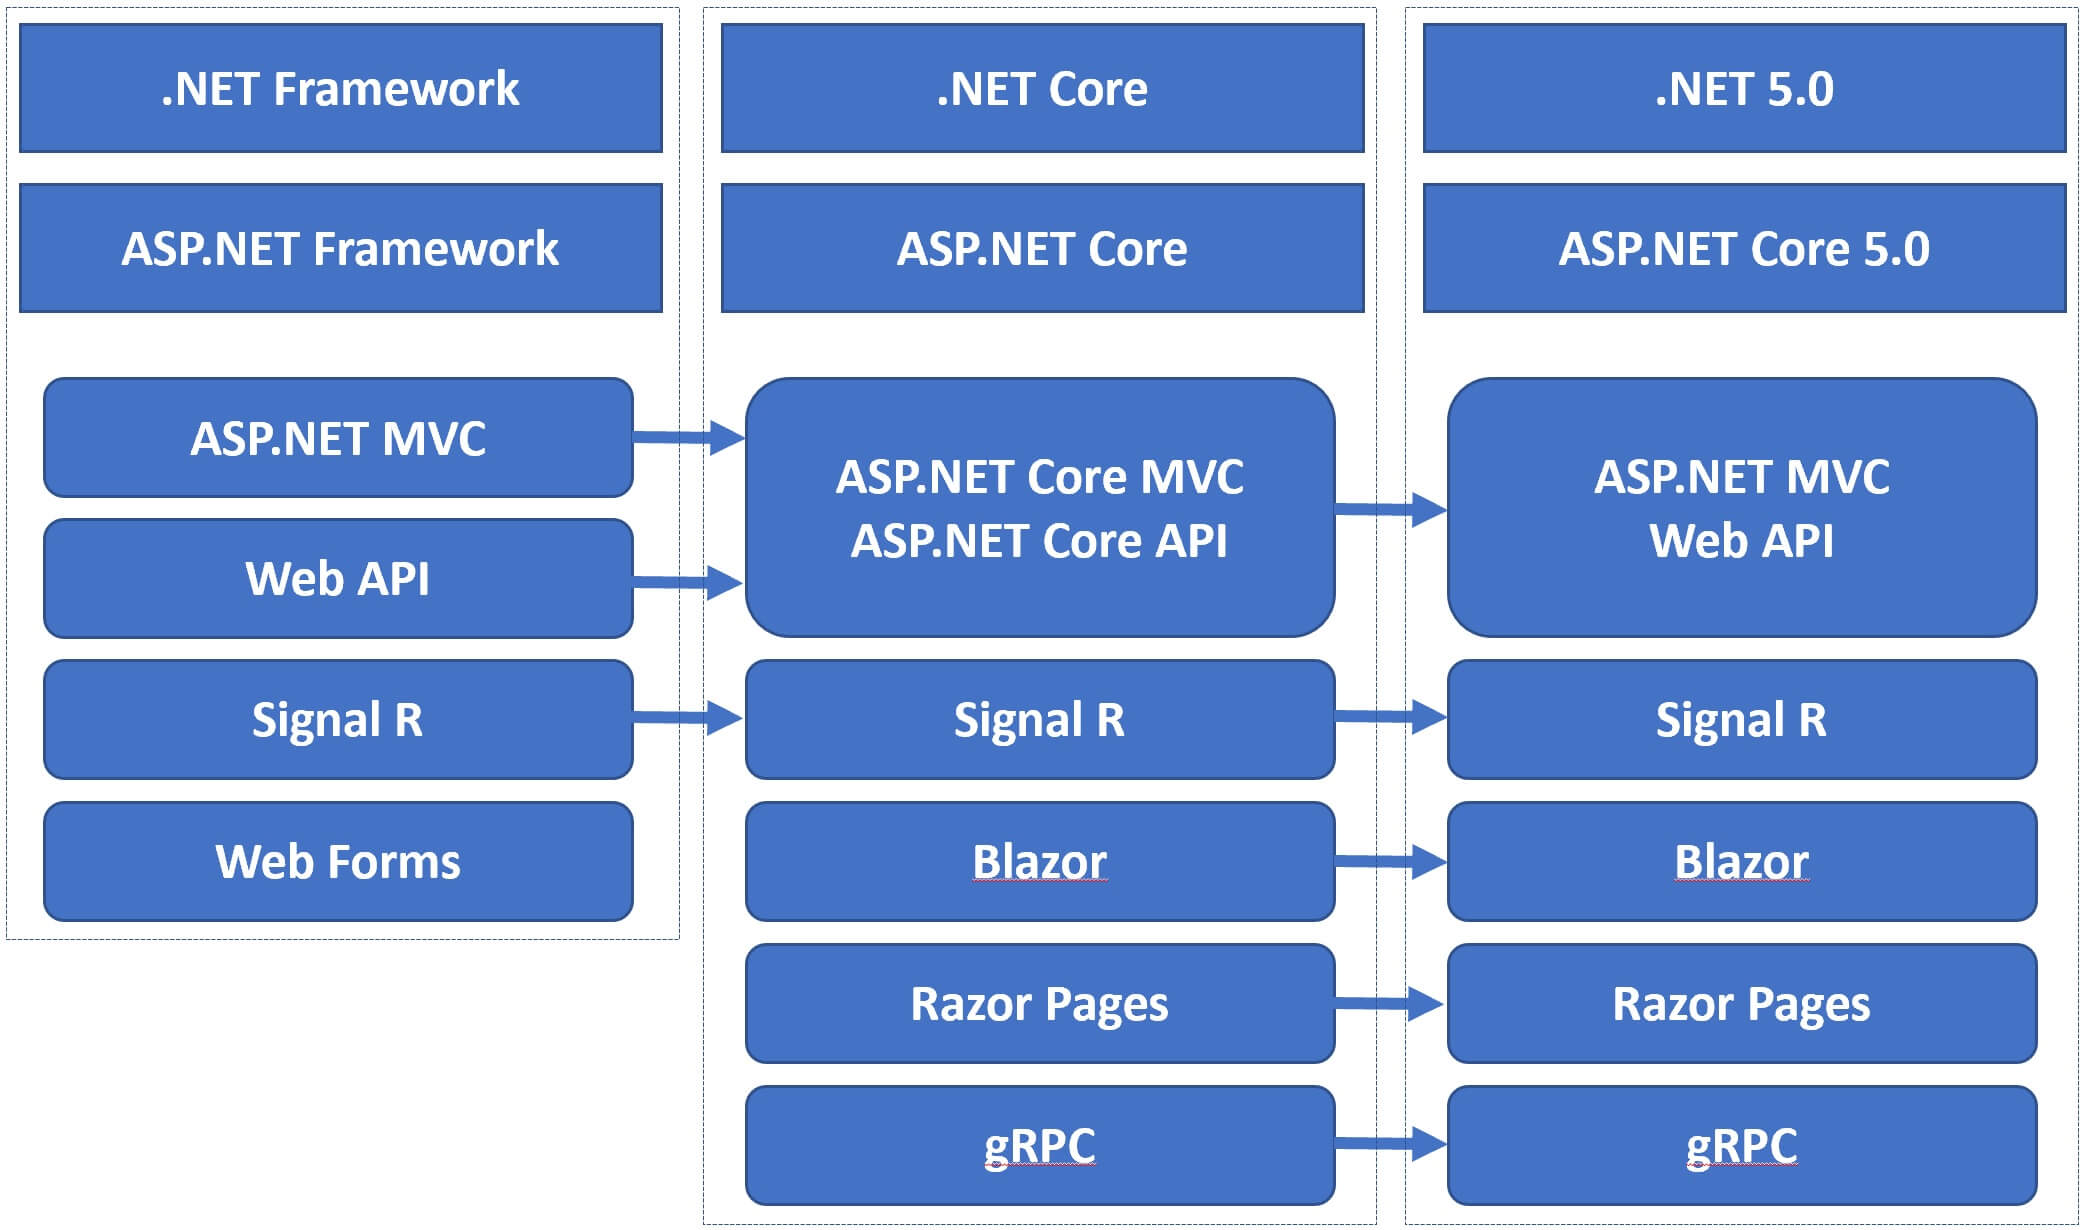 .NET Framework
ASP.NET Framework
ASP.NET MVC
Web API
Signal R
Web Forms
.NET Core
ASP.NET Core
ASP.NET Core MVC
ASP.NET Core API
Signal R
Blazor
Razor Pages
gRPC
.NET 5.0
ASP.NET Core 5.0
ASP.NET MVC
Web API
Signal R
Blazor
Razor Pages
gRPC